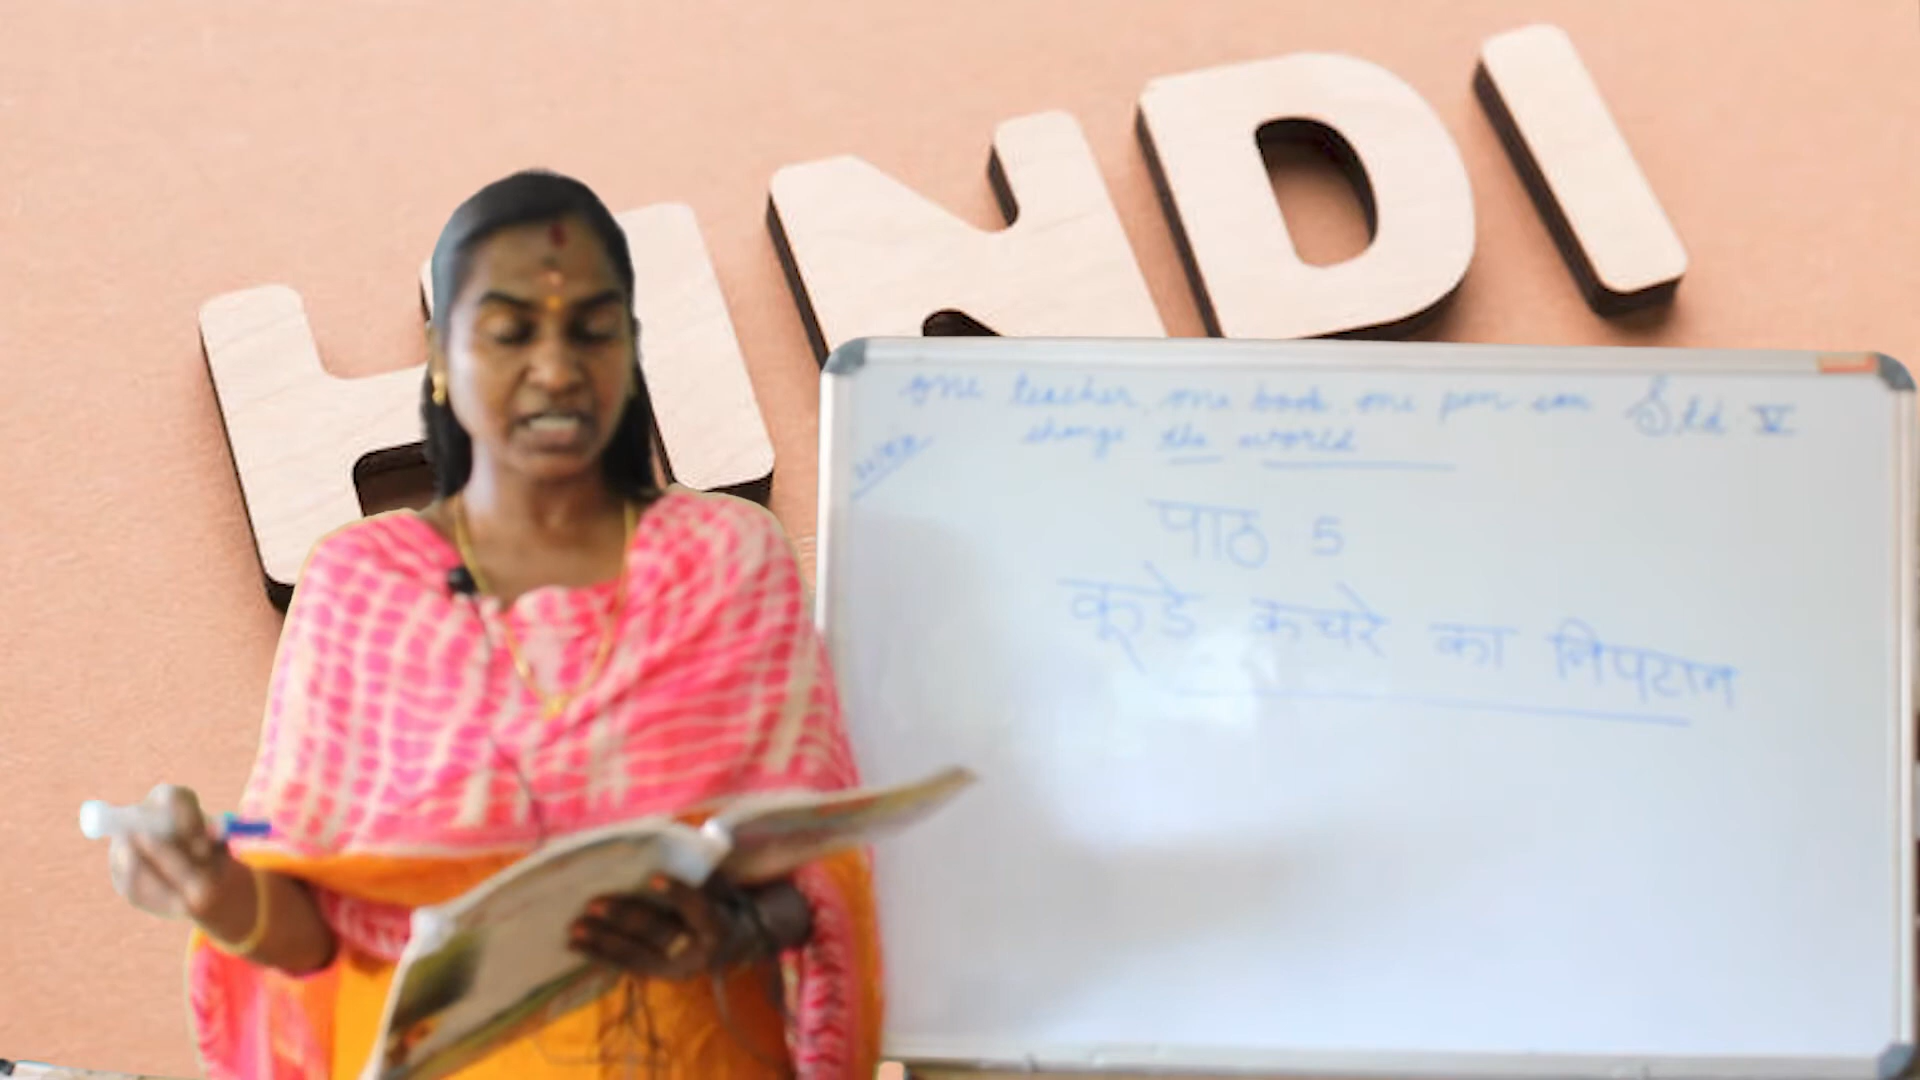 HINDI
one teacher, one book, one pen can Std V
change the world
पाठ 5
कूडे कचरे का निपटान